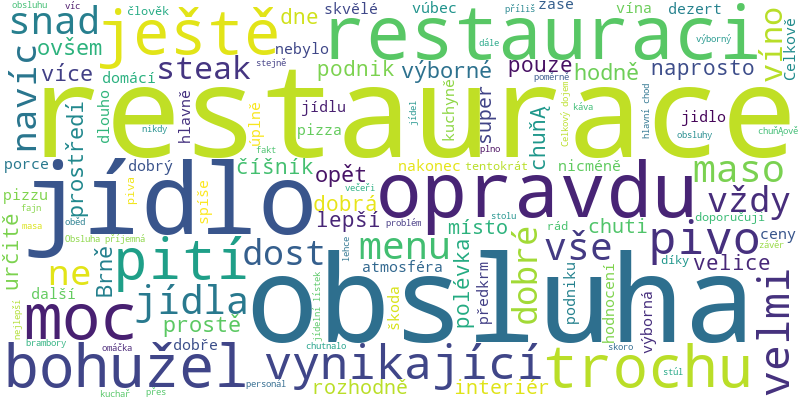 obsluhu
víc
člověk
skvělé
vůbec
příliš
zase
dezert
snad
ještě
dne
restauraci
vína
víno
výborný
Celkově
ovšem
nebylo
navíc
více
steak
stejně
podnik
výborné
pouze
hodně
naprosto
dále
domácí
restaurace
prostředí
dlouho
hlavně
jídlu
pizza
úplně
kuchyně
super
jídel
poměrně
káva
jidlo
hlavní chod
obsluhy
nikdy
fakt
plno
Celkový dojem
porce
dobrý
číšník
opět
nakonec
tentokrát
nicméně
maso
jídlo
opravdu
vždy
pizzu
piva
spíše
dobrá
večeři
lepší
fajn
oběd
problém
stolu
rád
chuti
doporučuji
určitě
masa
Obsluha příjemná
místo
pivo
ceny
ne
Brně
pití
dost
menu
polévka
dobré
vše
velice
díky
závěr
lehce
atmosféra
předkrm
podniku
další
jídla
škoda
jídelní lístek
obsluha
hodnocení
výborná
velmi
moc
nejlepší
prostě
brambory
omáčka
dobře
chutnalo
skoro
bohužel
vynikající
trochu
stůl
personál
rozhodně
interiér
kuchař
přes